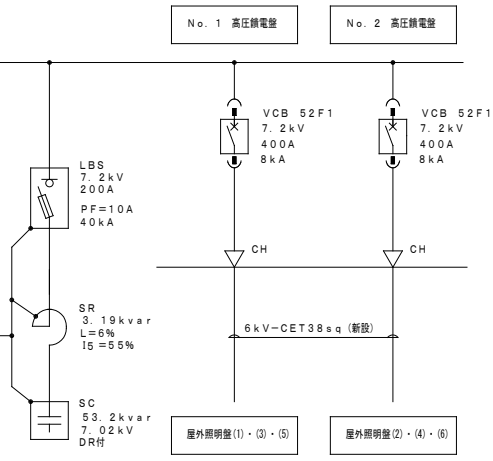 No. 1 高圧饋電盤
No. 2 高圧饋電盤
VCB 52F1
7. 2kV
400A
8kA
VCB 52F1
7. 2kV
400A
8kA
LBS
7. 2kV
200A
PF=10A
40kA
CH
CH
SR
3. 19kvar
L=6%
I5 =55%
6kV-CET38sq (新設)
SC
53. 2kvar
7. 02kV
DR付
屋外照明盤(1)・(3)・(5)
屋外照明盤(2)・(4)・(6)